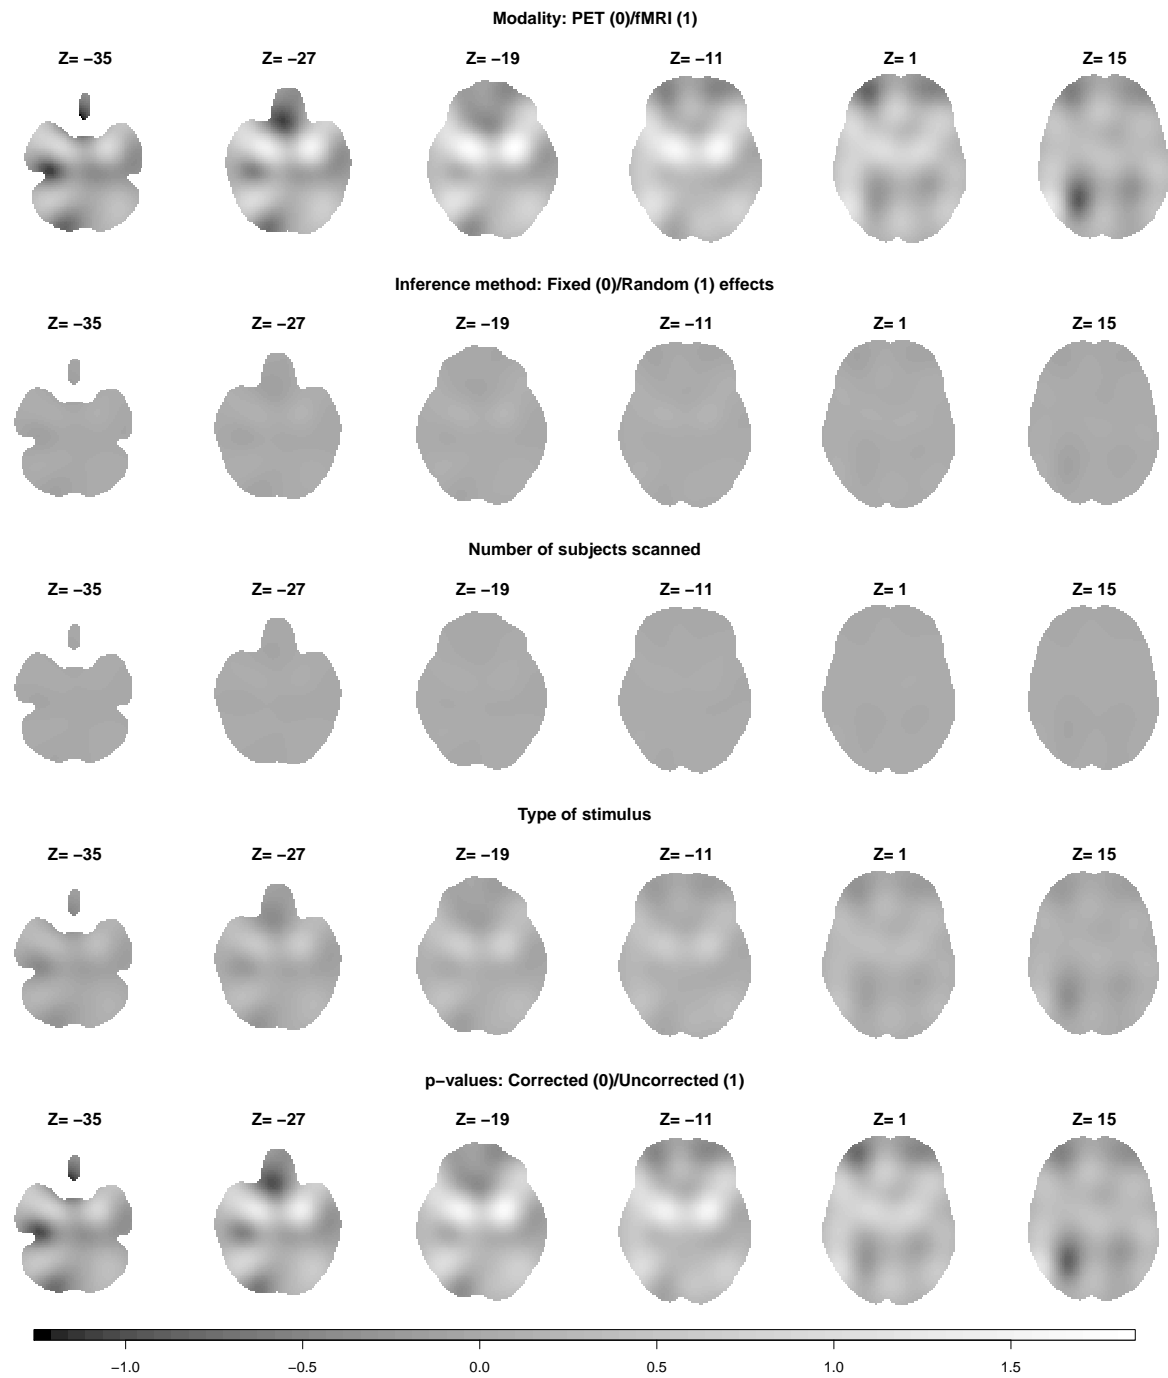 Modality: PET (0)/fMRI (1)
Z= −35 Z= −27 Z= −19 Z= −11 Z= 1 Z= 15
Inference method: Fixed (0)/Random (1) effects
Z= −35 Z= −27 Z= −19 Z= −11 Z= 1 Z= 15
Number of subjects scanned
Z= −35 Z= −27 Z= −19 Z= −11 Z= 1 Z= 15
Type of stimulus
Z= −35 Z= −27 Z= −19 Z= −11 Z= 1 Z= 15
p−values: Corrected (0)/Uncorrected (1)
Z= −35 Z= −27 Z= −19 Z= −11 Z= 1 Z= 15
−1.0 −0.5 0.0 0.5 1.0 1.5